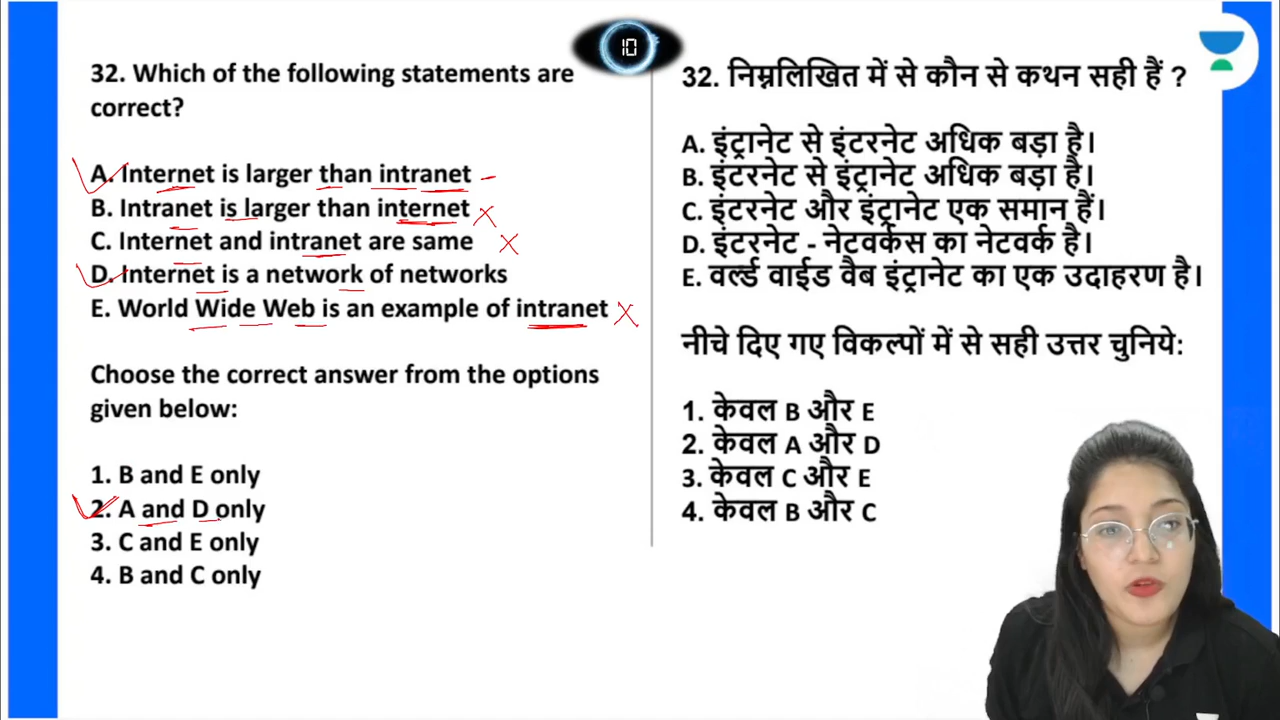 10
32. Which of the following statements are
correct?
A. Internet is larger than intranet
B. Intranet is larger than internet
C. Internet and intranet are same
D. Internet is a network of networks
E. World Wide Web is an example of intranet
Choose the correct answer from the options
given below:
1. B and E only
2. A and D only
3. C and E only
4. B and C only
32. निम्नलिखित में से कौन से कथन सही हैं ?
A. इंट्रानेट से इंटरनेट अधिक बड़ा है।
B. इंटरनेट से इंट्रानेट अधिक बड़ा है।
C. इंटरनेट और इंट्रानेट एक समान हैं।
D. इंटरनेट - नेटवर्कस का नेटवर्क है।
E. वर्ल्ड वाईड वैब इंट्रानेट का एक उदाहरण है।
नीचे दिए गए विकल्पों में से सही उत्तर चुनिये:
1. केवल B और E
2. केवल A और D
3. केवल C और E
4. केवल B और C